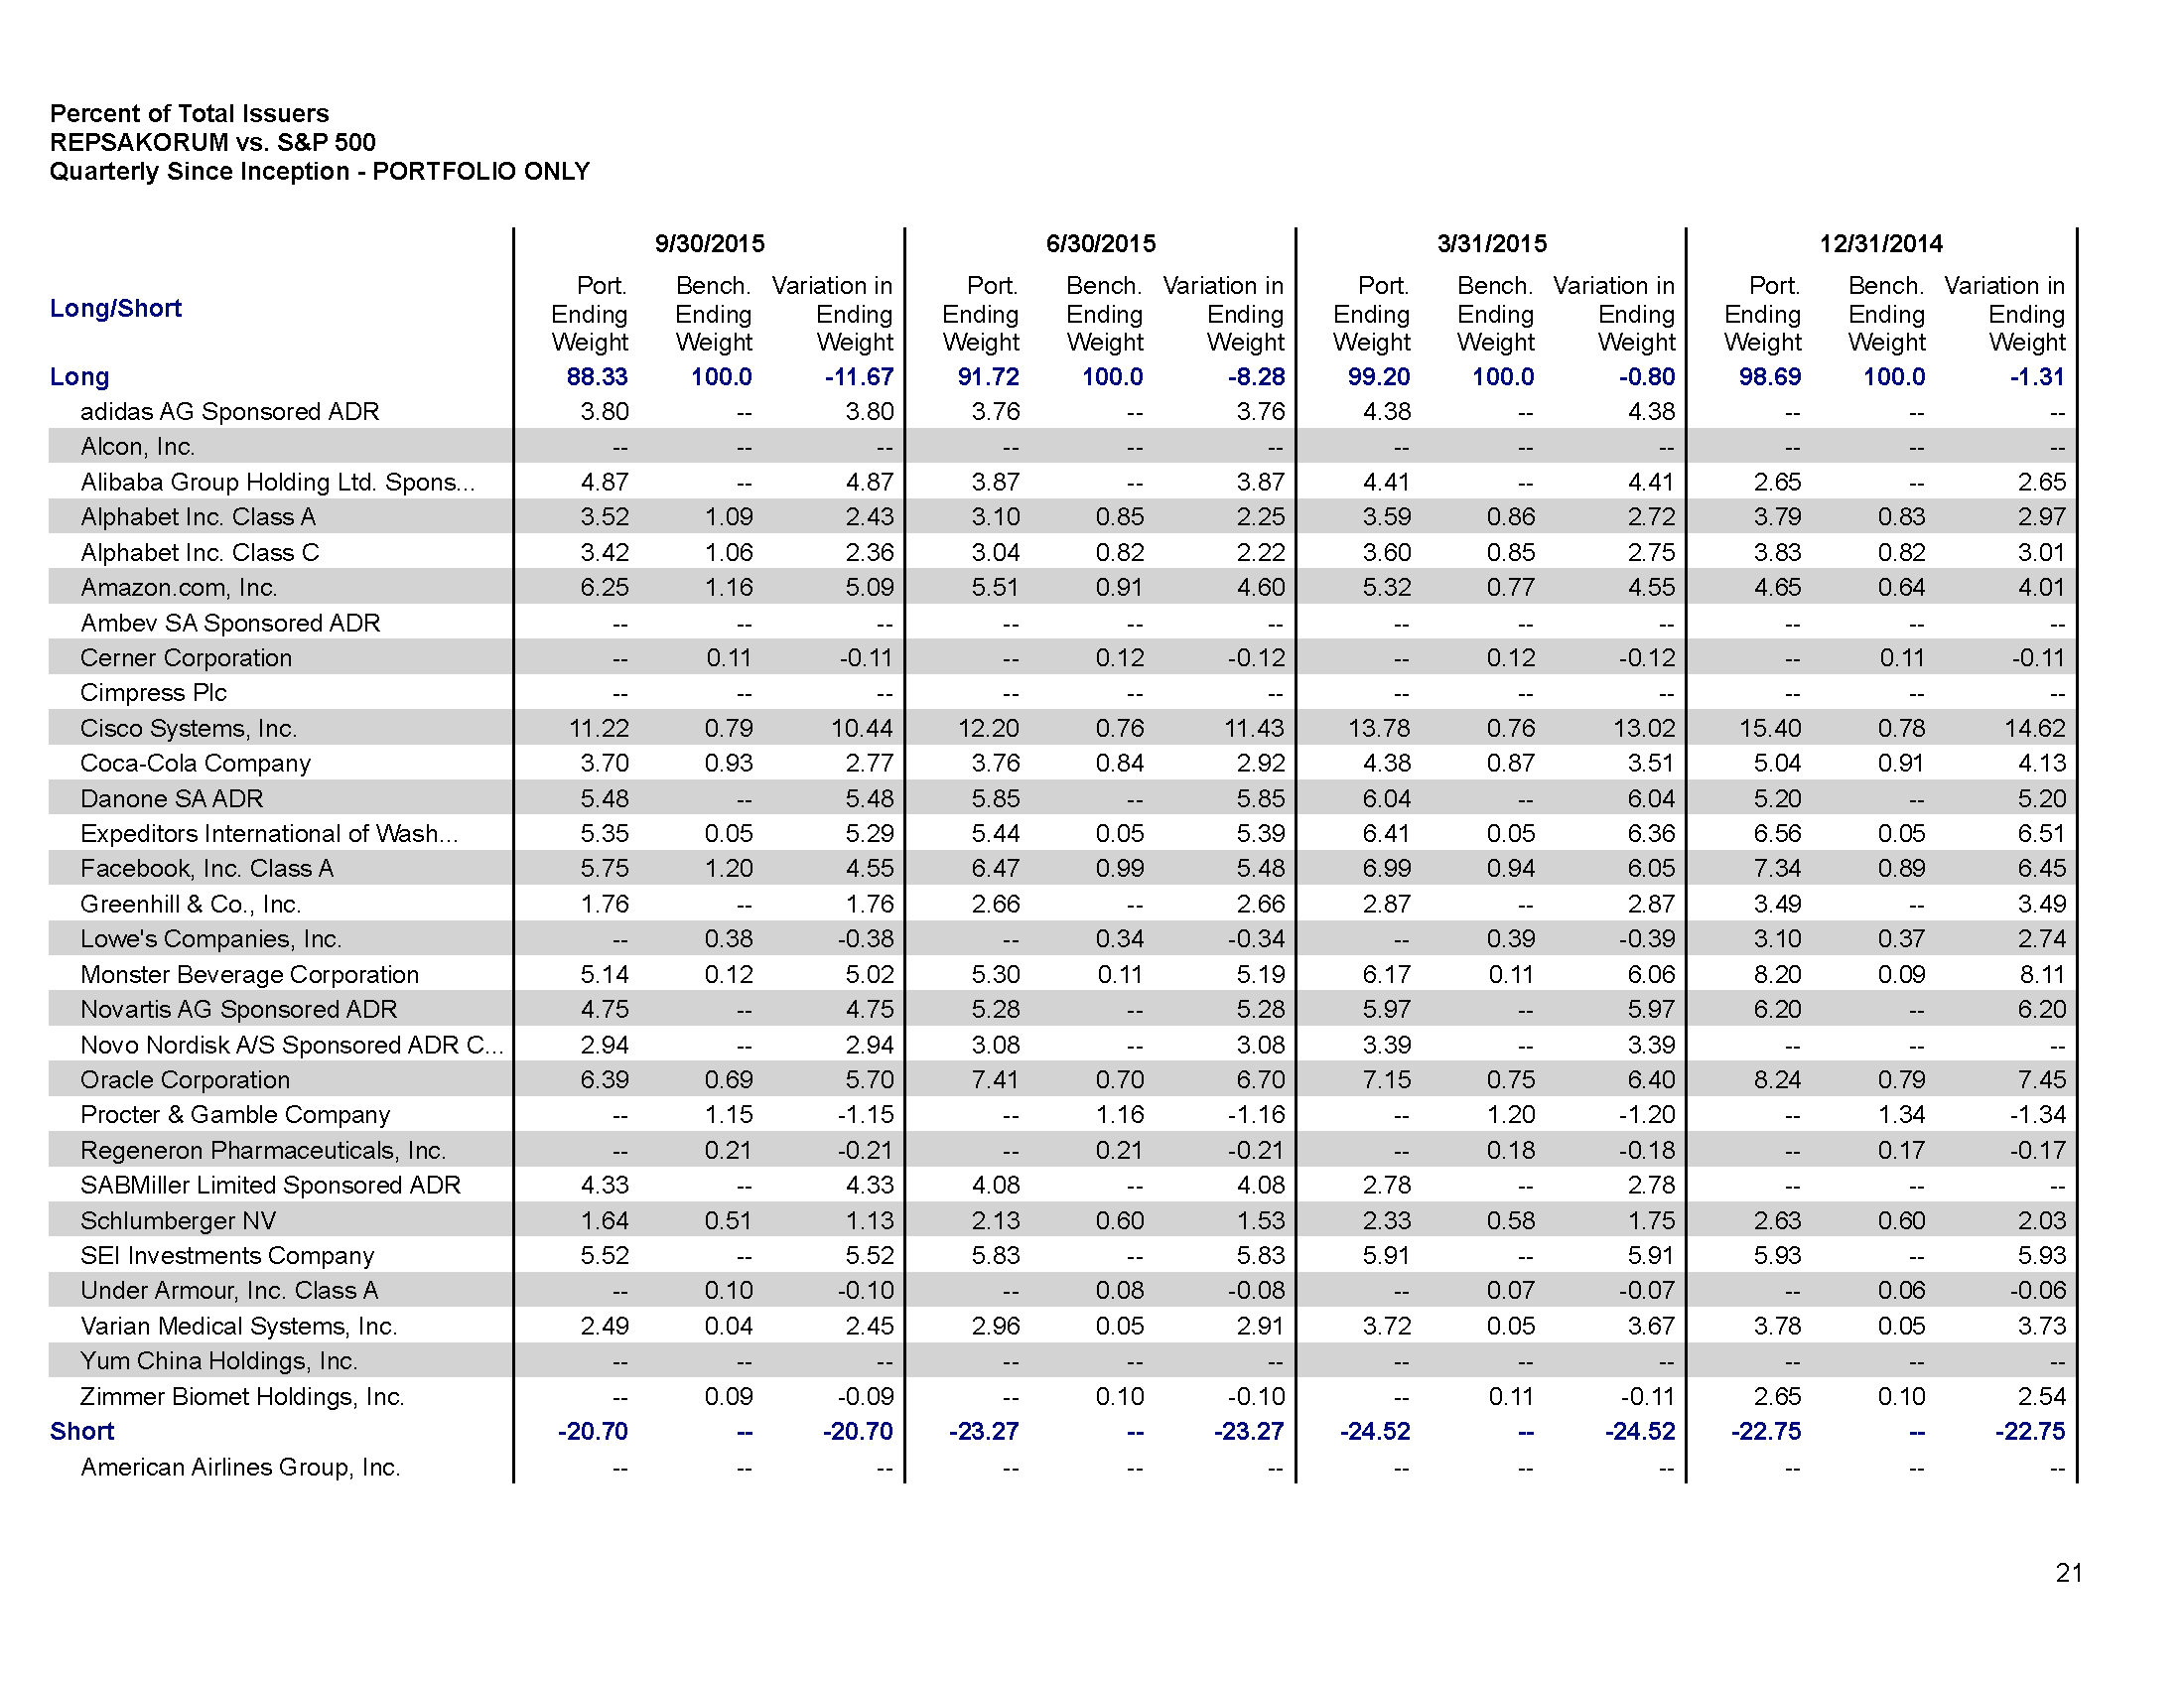 Percent of Total Issuers
REPSAKORUM vs. S&P 500
Quarterly Since Inception - PORTFOLIO ONLY
9/30/2015 6/30/2015 3/31/2015 12/31/2014
Long/Short
Port. Bench. Variation in Port. Bench. Variation in Port. Bench. Variation in Port. Bench. Variation in
Ending Ending Ending Ending Ending Ending Ending Ending Ending Ending Ending Ending
Weight Weight Weight Weight Weight Weight Weight Weight Weight Weight Weight Weight
Long 88.33 100.0 -11.67 91.72 100.0 -8.28 99.20 100.0 -0.80 98.69 100.0 -1.31
adidas AG Sponsored ADR 3.80 -- 3.80 3.76 -- 3.76 4.38 -- 4.38 -- -- --
Alcon, Inc. -- -- -- -- -- -- -- -- -- -- -- --
Alibaba Group Holding Ltd. Spons... 4.87 -- 4.87 3.87 -- 3.87 4.41 -- 4.41 2.65 -- 2.65
Alphabet Inc. Class A 3.52 1.09 2.43 3.10 0.85 2.25 3.59 0.86 2.72 3.79 0.83 2.97
Alphabet Inc. Class C 3.42 1.06 2.36 3.04 0.82 2.22 3.60 0.85 2.75 3.83 0.82 3.01
Amazon.com, Inc. 6.25 1.16 5.09 5.51 0.91 4.60 5.32 0.77 4.55 4.65 0.64 4.01
Ambev SA Sponsored ADR -- -- -- -- -- -- -- -- -- -- -- --
Cerner Corporation -- 0.11 -0.11 -- 0.12 -0.12 -- 0.12 -0.12 -- 0.11 -0.11
Cimpress Plc -- -- -- -- -- -- -- -- -- -- -- --
Cisco Systems, Inc. 11.22 0.79 10.44 12.20 0.76 11.43 13.78 0.76 13.02 15.40 0.78 14.62
Coca-Cola Company 3.70 0.93 2.77 3.76 0.84 2.92 4.38 0.87 3.51 5.04 0.91 4.13
Danone SA ADR 5.48 -- 5.48 5.85 -- 5.85 6.04 -- 6.04 5.20 -- 5.20
Expeditors International of Wash... 5.35 0.05 5.29 5.44 0.05 5.39 6.41 0.05 6.36 6.56 0.05 6.51
Facebook, Inc. Class A 5.75 1.20 4.55 6.47 0.99 5.48 6.99 0.94 6.05 7.34 0.89 6.45
Greenhill & Co., Inc. 1.76 -- 1.76 2.66 -- 2.66 2.87 -- 2.87 3.49 -- 3.49
Lowe's Companies, Inc. -- 0.38 -0.38 -- 0.34 -0.34 -- 0.39 -0.39 3.10 0.37 2.74
Monster Beverage Corporation 5.14 0.12 5.02 5.30 0.11 5.19 6.17 0.11 6.06 8.20 0.09 8.11
Novartis AG Sponsored ADR 4.75 -- 4.75 5.28 -- 5.28 5.97 -- 5.97 6.20 -- 6.20
Novo Nordisk A/S Sponsored ADR C... 2.94 -- 2.94 3.08 -- 3.08 3.39 -- 3.39 -- -- --
Oracle Corporation 6.39 0.69 5.70 7.41 0.70 6.70 7.15 0.75 6.40 8.24 0.79 7.45
Procter & Gamble Company -- 1.15 -1.15 -- 1.16 -1.16 -- 1.20 -1.20 -- 1.34 -1.34
Regeneron Pharmaceuticals, Inc. -- 0.21 -0.21 -- 0.21 -0.21 -- 0.18 -0.18 -- 0.17 -0.17
SABMiller Limited Sponsored ADR 4.33 -- 4.33 4.08 -- 4.08 2.78 -- 2.78 -- -- --
Schlumberger NV 1.64 0.51 1.13 2.13 0.60 1.53 2.33 0.58 1.75 2.63 0.60 2.03
SEI Investments Company 5.52 -- 5.52 5.83 -- 5.83 5.91 -- 5.91 5.93 -- 5.93
Under Armour, Inc. Class A -- 0.10 -0.10 -- 0.08 -0.08 -- 0.07 -0.07 -- 0.06 -0.06
Varian Medical Systems, Inc. 2.49 0.04 2.45 2.96 0.05 2.91 3.72 0.05 3.67 3.78 0.05 3.73
Yum China Holdings, Inc. -- -- -- -- -- -- -- -- -- -- -- --
Zimmer Biomet Holdings, Inc. -- 0.09 -0.09 -- 0.10 -0.10 -- 0.11 -0.11 2.65 0.10 2.54
Short -20.70 -- -20.70 -23.27 -- -23.27 -24.52 -- -24.52 -22.75 -- -22.75
American Airlines Group, Inc. -- -- -- -- -- -- -- -- -- -- -- --
21